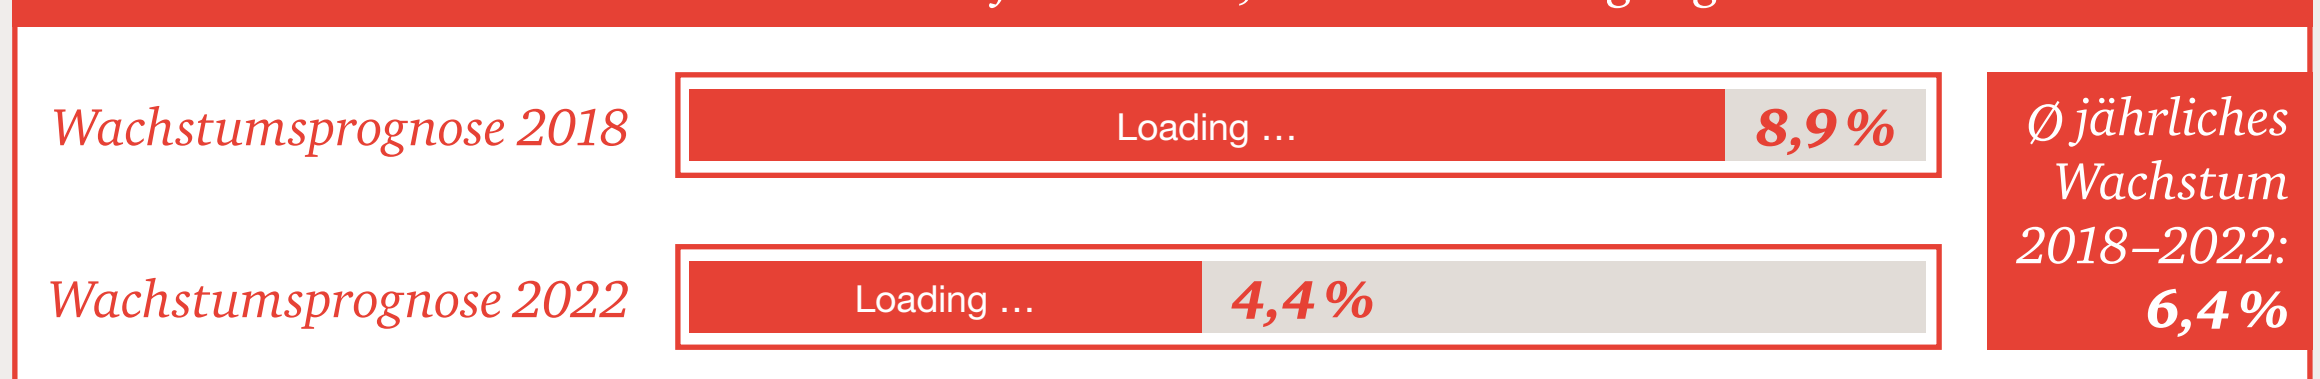 Wachstumsprognose 2018
Loading ...
8,9 %
Wachstumsprognose 2022
Loading ...
4,4 %
Ø jährliches
Wachstum
2018–2022:
6,4 %